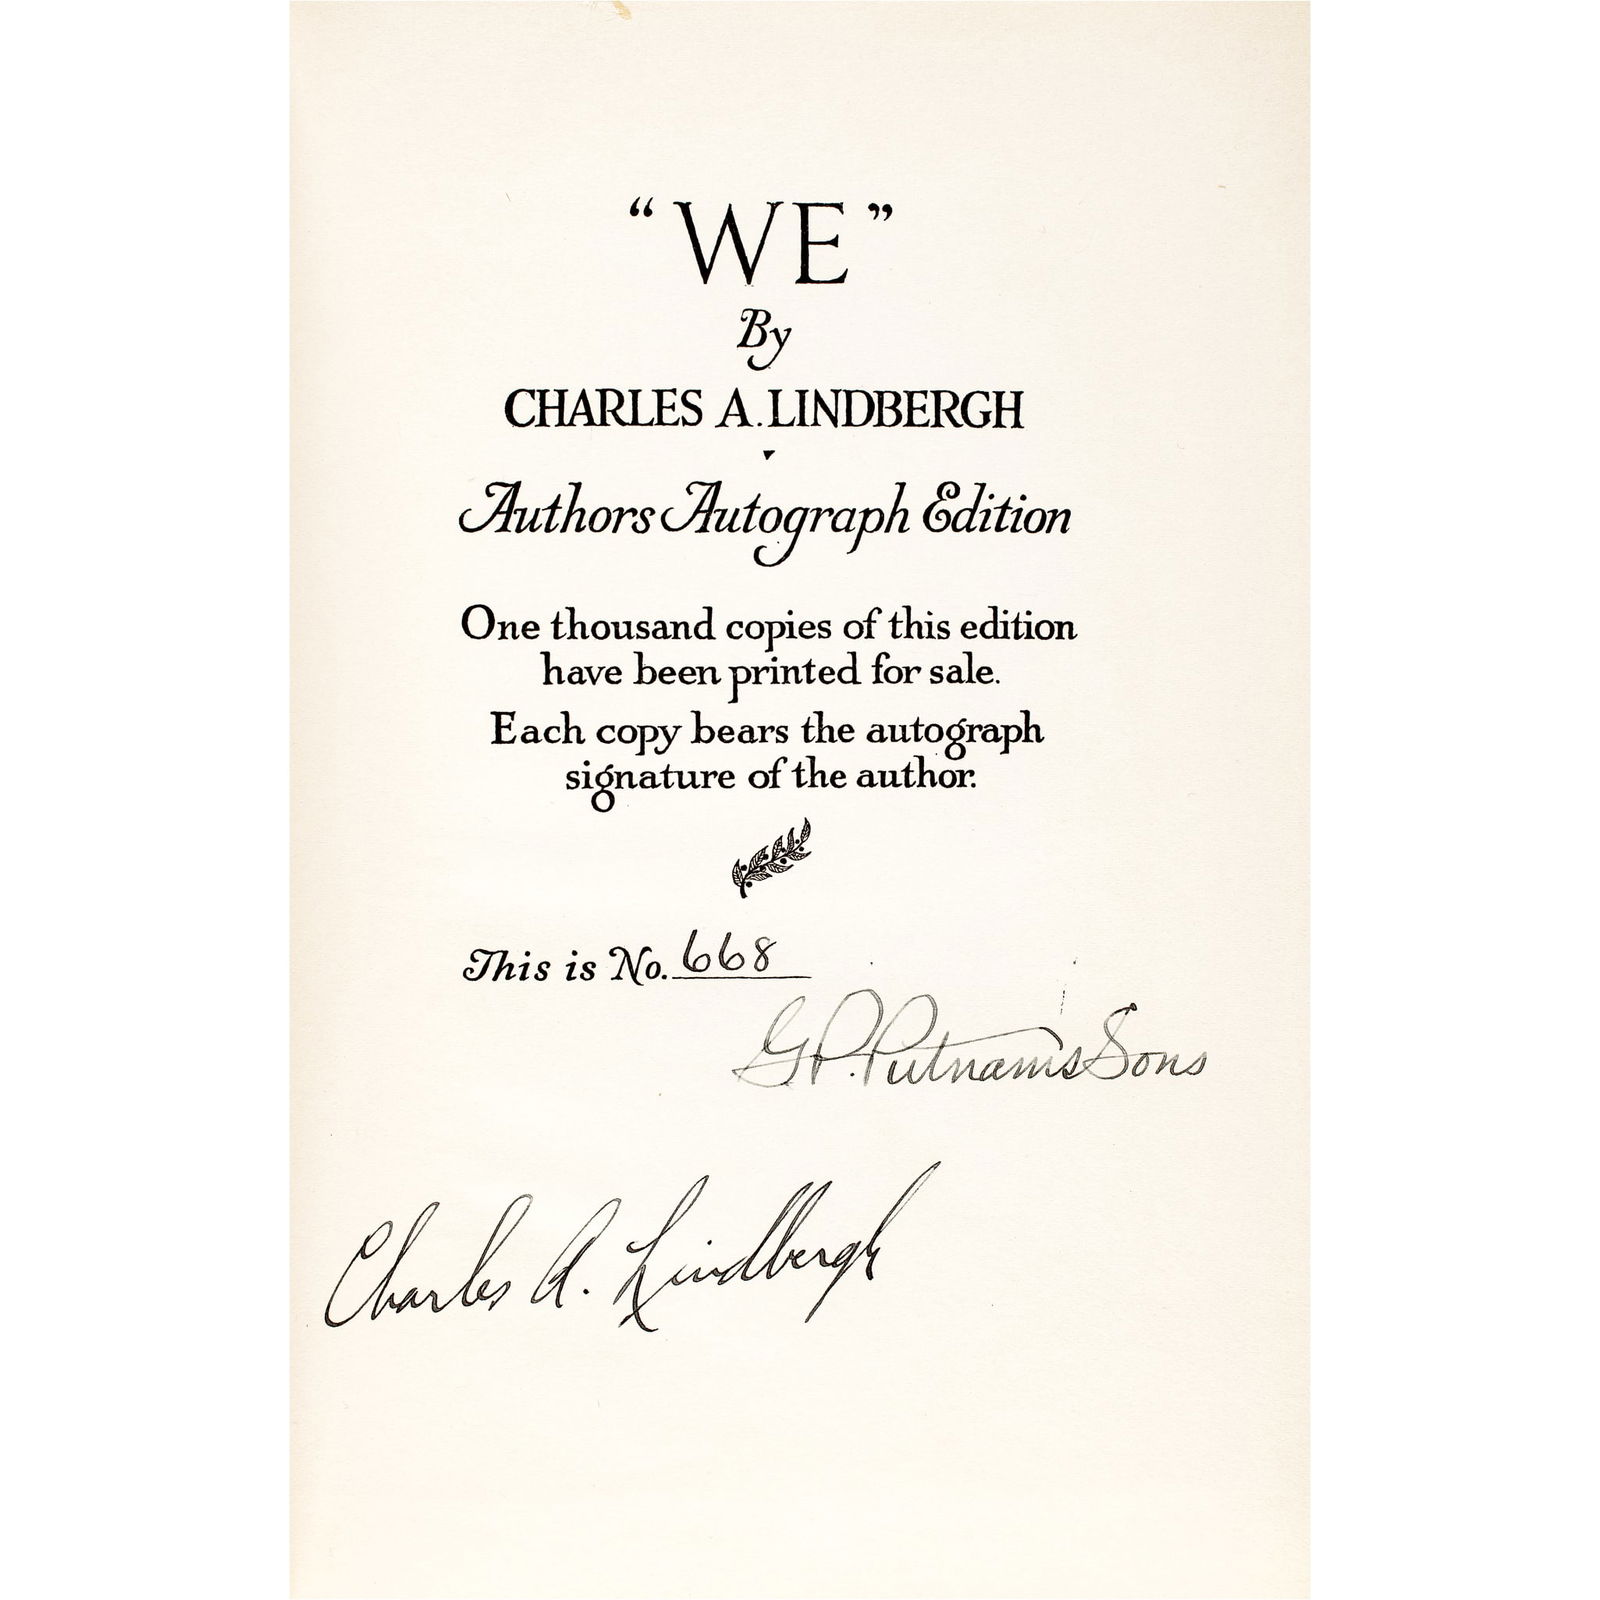 “WE”
By
CHARLES A. LINDBERGH
Authors Autograph Edition
One thousand copies of this edition
have been printed for sale.
Each copy bears the autograph
signature of the author.
This is No. 668
G.P. Putnam's Sons
Charles A. Lindbergh